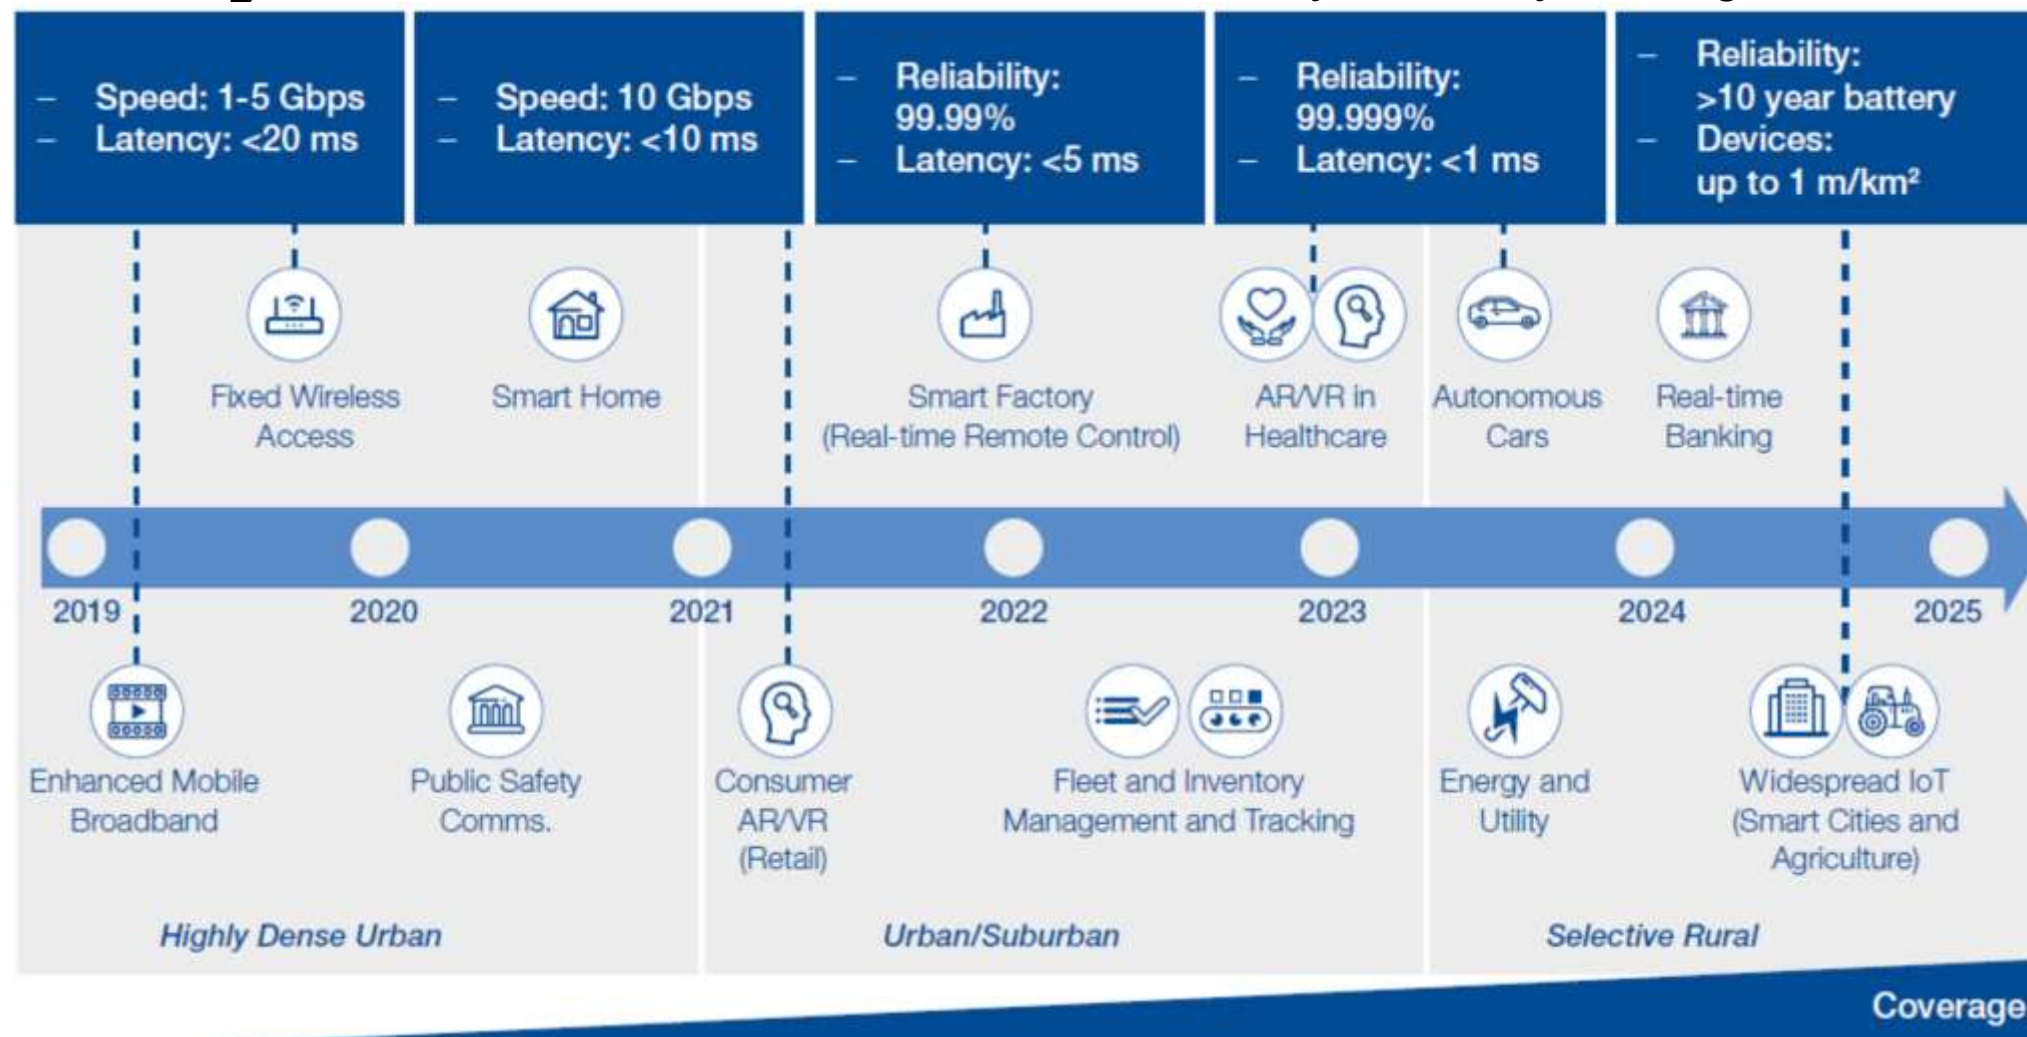 – Speed: 1-5 Gbps
– Latency: <20 ms
– Speed: 10 Gbps
– Latency: <10 ms
– Reliability:
99.99%
– Latency: <5 ms
– Reliability:
99.999%
– Latency: <1 ms
– Reliability:
>10 year battery
– Devices:
up to 1 m/km²
Fixed Wireless
Access
Smart Home
Smart Factory
(Real-time Remote Control)
AR/VR in
Healthcare
Autonomous
Cars
Real-time
Banking
2019
2020
2021
2022
2023
2024
2025
Enhanced Mobile
Broadband
Public Safety
Comms.
Consumer
AR/VR
(Retail)
Fleet and Inventory
Management and Tracking
Energy and
Utility
Widespread IoT
(Smart Cities and
Agriculture)
Highly Dense Urban
Urban/Suburban
Selective Rural
Coverage